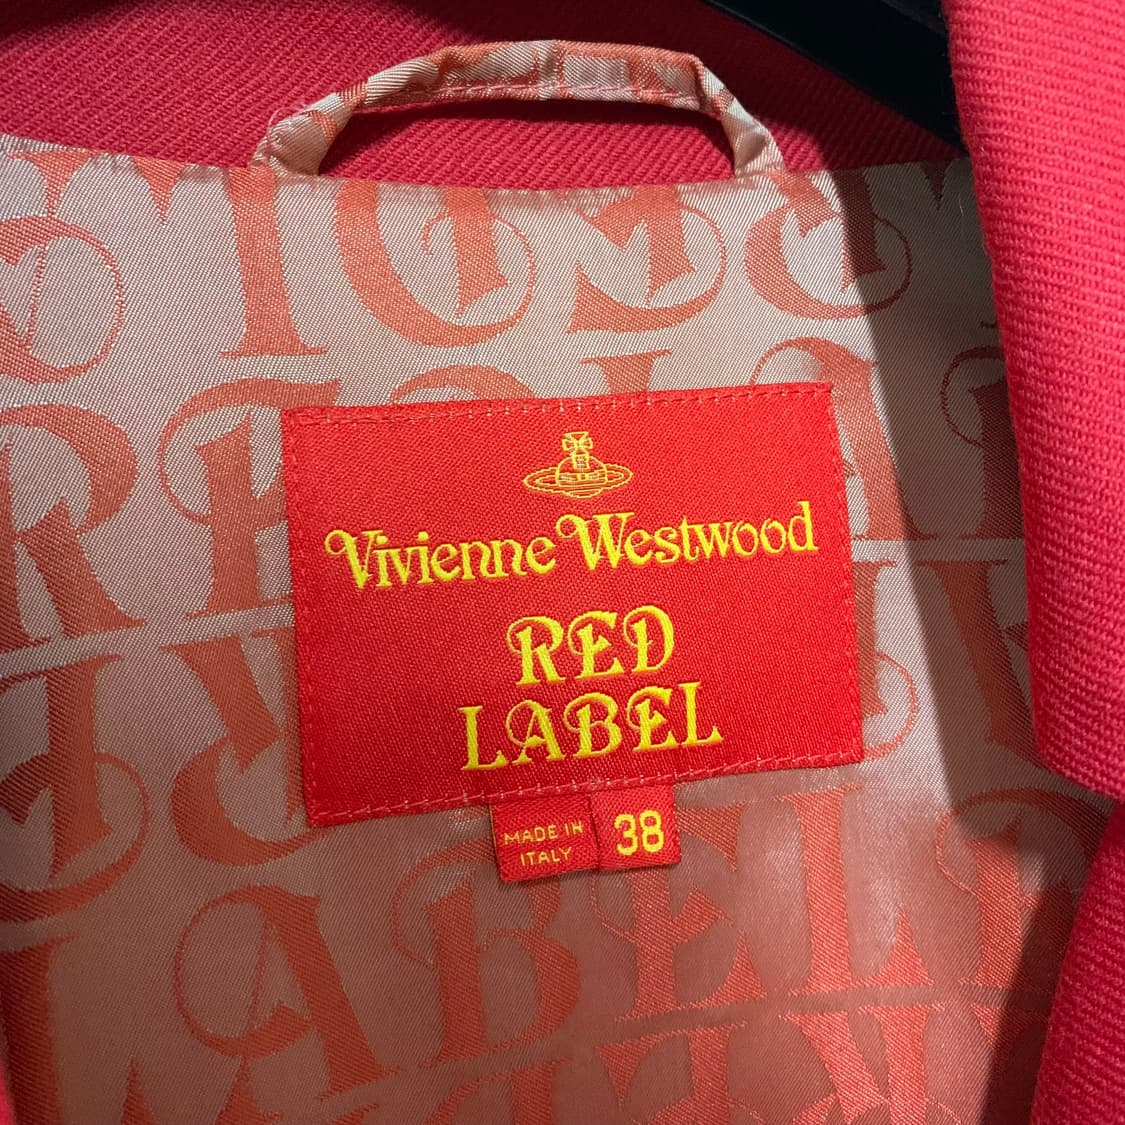 Vivienne Westwood
RED
LABEL
MADE IN
ITALY
38